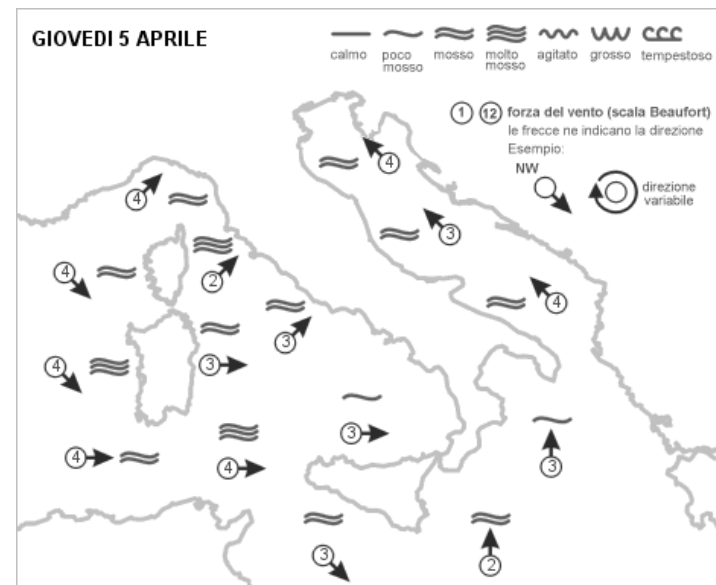 GIOVEDI 5 APRILE
calmo
poco mosso
mosso
molto mosso
agitato
grosso
tempestoso
1 12 forza del vento (scala Beaufort)
le frecce ne indicano la direzione
Esempio:
NW
direzione variabile
4
4
4
3
2
4
4
3
3
4
3
3
4
4
3
3
2